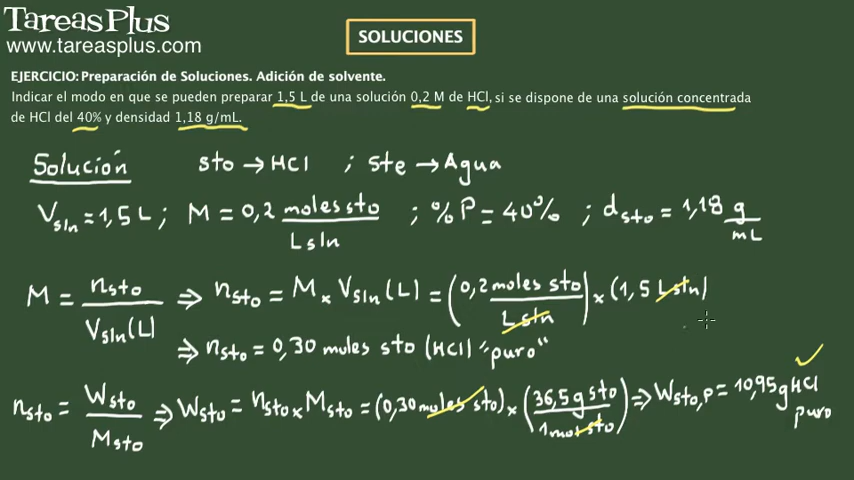 TareasPlus
www.tareasplus.com
SOLUCIONES
EJERCICIO: Preparación de Soluciones. Adición de solvente.
Indicar el modo en que se pueden preparar 1,5 L de una solución 0,2 M de HCl, si se dispone de una solución concentrada
de HCl del 40% y densidad 1,18 g/mL.
Solución sto → HCl ; ste → Agua
Vsln = 1,5 L ; M = 0,2 moles sto / L sln ; %P = 40% ; dsto = 1,18 g / mL
M = nsto / Vsln(L) ⇒ nsto = M x Vsln(L) = (0,2 moles sto / L sln) x (1,5 L sln)
⇒ nsto = 0,30 moles sto (HCl) "puro"
nsto = Wsto / Msto ⇒ Wsto = nsto x Msto = (0,30 moles sto) x (36,5 g sto / 1 mol sto) ⇒ Wsto,p = 10,95 g HCl puro